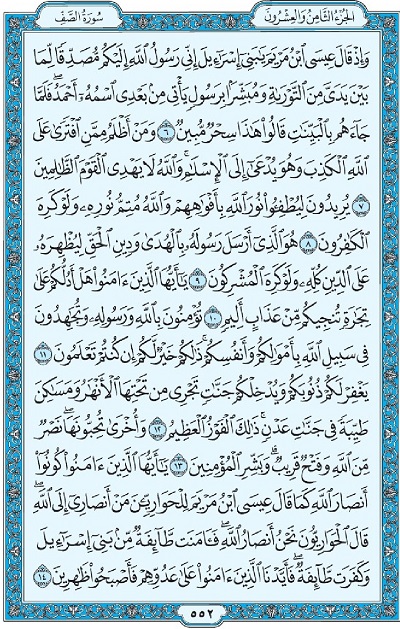 الجزء الثامن والعشرون
سورة الصف
وَإِذْ قَالَ عِيسَى ٱبْنُ مَرْيَمَ يَٰبَنِىٓ إِسْرَٰٓءِيلَ إِنِّى رَسُولُ ٱللَّهِ إِلَيْكُم مُّصَدِّقًا لِّمَا
بَيْنَ يَدَىَّ مِنَ ٱلتَّوْرَىٰةِ وَمُبَشِّرًۢا بِرَسُولٍ يَأْتِى مِنۢ بَعْدِى ٱسْمُهُۥٓ أَحْمَدُ ۖ فَلَمَّا
جَآءَهُم بِٱلْبَيِّنَٰتِ قَالُوا۟ هَٰذَا سِحْرٌ مُّبِينٌ ٦ وَمَنْ أَظْلَمُ مِمَّنِ ٱفْتَرَىٰ عَلَى
ٱللَّهِ ٱلْكَذِبَ وَهُوَ يُدْعَىٰٓ إِلَى ٱلْإِسْلَٰمِ ۚ وَٱللَّهُ لَا يَهْدِى ٱلْقَوْمَ ٱلظَّٰلِمِينَ
٧ يُرِيدُونَ لِيُطْفِـُٔوا۟ نُورَ ٱللَّهِ بِأَفْوَٰهِهِمْ وَٱللَّهُ مُتِمُّ نُورِهِۦ وَلَوْ كَرِهَ
ٱلْكَٰفِرُونَ ٨ هُوَ ٱلَّذِىٓ أَرْسَلَ رَسُولَهُۥ بِٱلْهُدَىٰ وَدِينِ ٱلْحَقِّ لِيُظْهِرَهُۥ
عَلَى ٱلدِّينِ كُلِّهِۦ وَلَوْ كَرِهَ ٱلْمُشْرِكُونَ ٩ يَٰٓأَيُّهَا ٱلَّذِينَ ءَامَنُوا۟ هَلْ أَدُلُّكُمْ عَلَىٰ
تِجَٰرَةٍ تُنجِيكُم مِّنْ عَذَابٍ أَلِيمٍ ١٠ تُؤْمِنُونَ بِٱللَّهِ وَرَسُولِهِۦ وَتُجَٰهِدُونَ
فِى سَبِيلِ ٱللَّهِ بِأَمْوَٰلِكُمْ وَأَنفُسِكُمْ ۚ ذَٰلِكُمْ خَيْرٌ لَّكُمْ إِن كُنتُمْ تَعْلَمُونَ ١١
يَغْفِرْ لَكُمْ ذُنُوبَكُمْ وَيُدْخِلْكُمْ جَنَّٰتٍ تَجْرِى مِن تَحْتِهَا ٱلْأَنْهَٰرُ وَمَسَٰكِنَ
طَيِّبَةً فِى جَنَّٰتِ عَدْنٍ ۚ ذَٰلِكَ ٱلْفَوْزُ ٱلْعَظِيمُ ١٢ وَأُخْرَىٰ تُحِبُّونَهَا ۖ نَصْرٌ
مِّنَ ٱللَّهِ وَفَتْحٌ قَرِيبٌ ۗ وَبَشِّرِ ٱلْمُؤْمِنِينَ ١٣ يَٰٓأَيُّهَا ٱلَّذِينَ ءَامَنُوا۟ كُونُوٓا۟
أَنصَارَ ٱللَّهِ كَمَا قَالَ عِيسَى ٱبْنُ مَرْيَمَ لِلْحَوَارِيِّـۧنَ مَنْ أَنصَارِىٓ إِلَى ٱللَّهِ ۖ
قَالَ ٱلْحَوَارِيُّونَ نَحْنُ أَنصَارُ ٱللَّهِ ۖ فَـَٔامَنَت طَّآئِفَةٌ مِّنۢ بَنِىٓ إِسْرَٰٓءِيلَ
وَكَفَرَت طَّآئِفَةٌ ۖ فَأَيَّدْنَا ٱلَّذِينَ ءَامَنُوا۟ عَلَىٰ عَدُوِّهِمْ فَأَصْبَحُوا۟ ظَٰهِرِينَ ١٤
٥٥٢